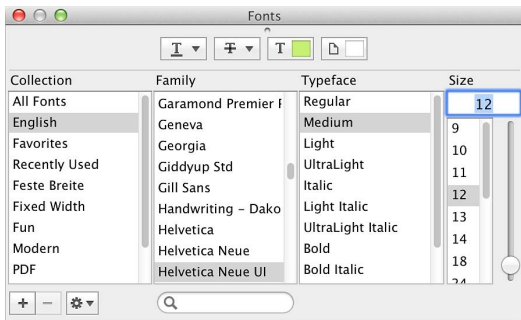 Fonts
T T T
Collection Family Typeface Size
12
All Fonts
English
Favorites
Recently Used
Feste Breite
Fixed Width
Fun
Modern
PDF
Garamond Premier
Geneva
Georgia
Giddyup Std
Gill Sans
Handwriting – Dako
Helvetica
Helvetica Neue
Helvetica Neue UI
Regular
Medium
Light
UltraLight
Italic
Light Italic
UltraLight Italic
Bold
Bold Italic
9
10
11
12
13
14
18
24